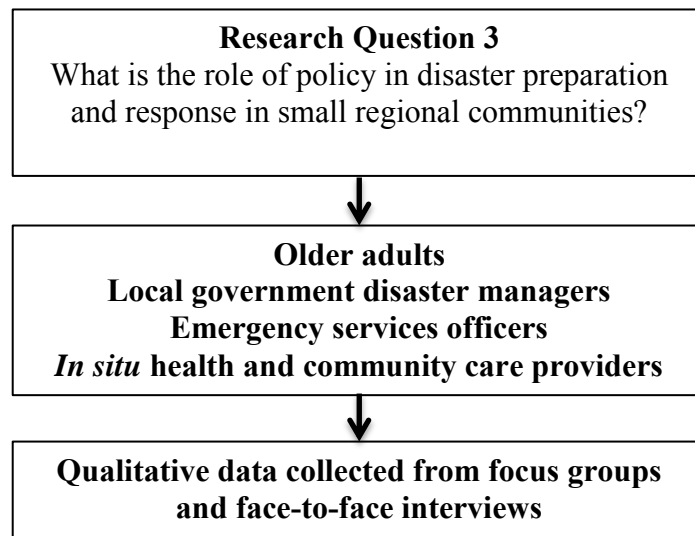 Research Question 3
What is the role of policy in disaster preparation
and response in small regional communities?
Older adults
Local government disaster managers
Emergency services officers
In situ health and community care providers
Qualitative data collected from focus groups
and face-to-face interviews